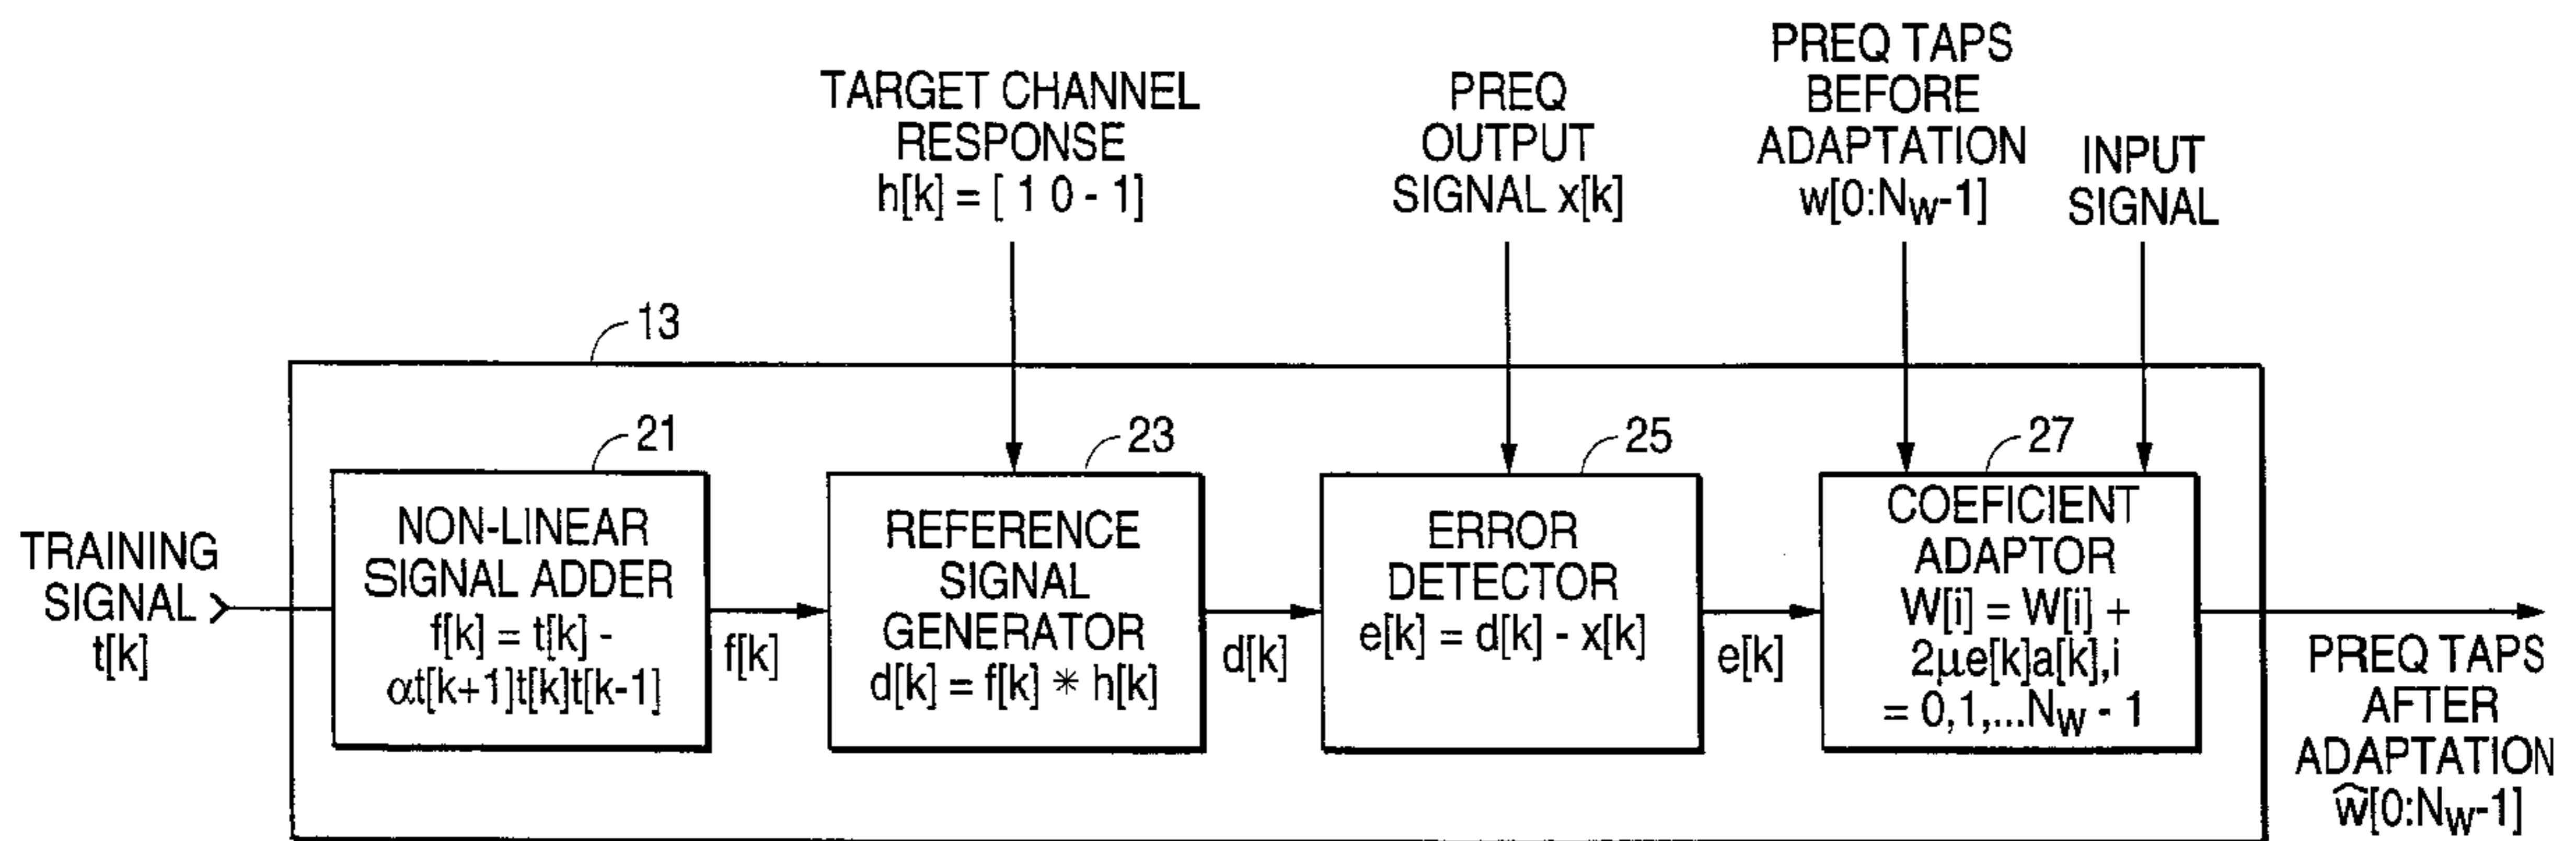 TARGET CHANNEL
RESPONSE
h[k] = [ 1 0 - 1]
PREQ
OUTPUT
SIGNAL x[k]
PREQ TAPS
BEFORE
ADAPTATION
w[0:NW-1]
INPUT
SIGNAL
13
TRAINING
SIGNAL
t[k]
21
NON-LINEAR
SIGNAL ADDER
f[k] = t[k] -
αt[k+1]t[k]t[k-1]
f[k]
23
REFERENCE
SIGNAL
GENERATOR
d[k] = f[k] * h[k]
d[k]
25
ERROR
DETECTOR
e[k] = d[k] - x[k]
e[k]
27
COEFICIENT
ADAPTOR
W[i] = W[i] +
2μe[k]a[k],i
= 0,1,...NW - 1
PREQ TAPS
AFTER
ADAPTATION
ŵ[0:NW-1]